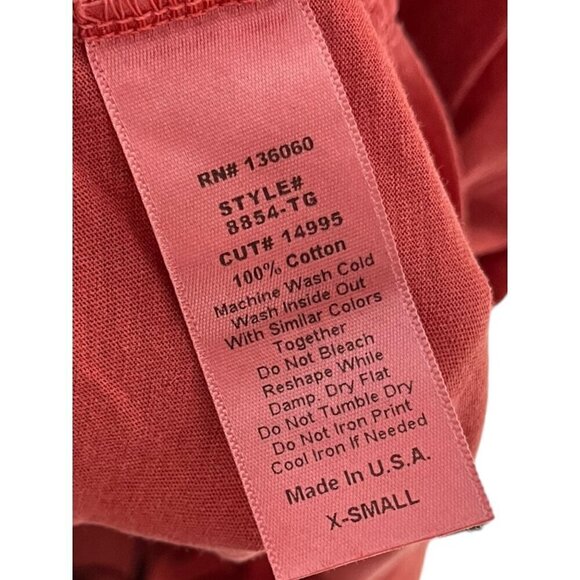 RN# 136060
STYLE#
8854-TG
CUT# 14995
100% Cotton
Machine Wash Cold
Wash Inside Out
With Similar Colors
Together
Do Not Bleach
Reshape While
Damp. Dry Flat
Do Not Tumble Dry
Do Not Iron Print
Cool Iron If Needed
Made In U.S.A.
X-SMALL